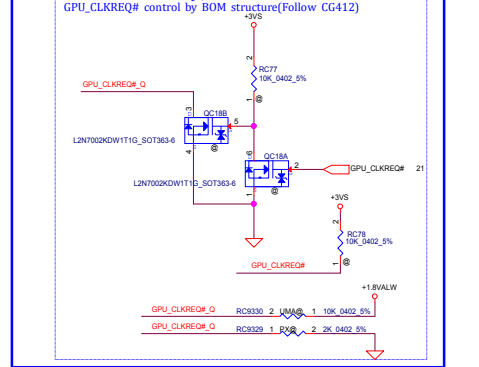 GPU_CLKREQ# control by BOM structure(Follow CG412)
+3VS
2
RC77
10K_0402_5%
1
@
GPU_CLKREQ#_Q
3
QC18B
5
L2N7002KDW1T1G_SOT363-6
4
@
6
QC18A
2
GPU_CLKREQ# 21
L2N7002KDW1T1G_SOT363-6
1
@
+3VS
2
RC78
10K_0402_5%
1
@
GPU_CLKREQ#
+1.8VALW
GPU_CLKREQ#_Q RC9330 2 UMA@ 1 10K_0402_5%
GPU_CLKREQ#_Q RC9329 1 PX@ 2 2K_0402_5%